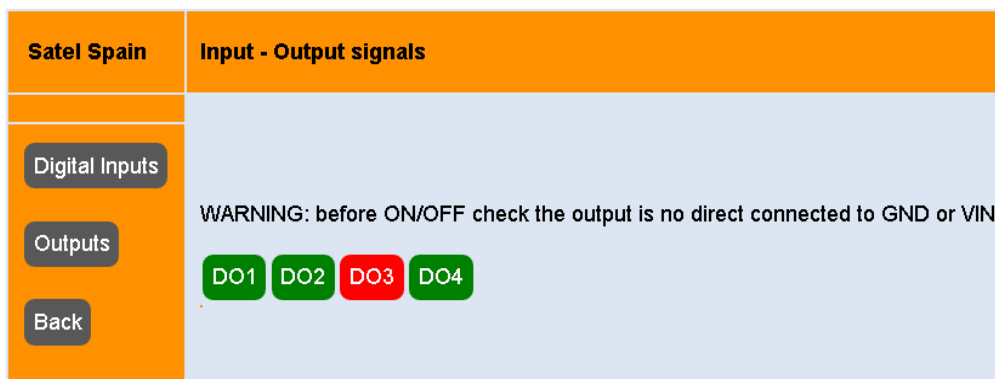 Satel Spain
Input - Output signals
Digital Inputs
Outputs
Back
WARNING: before ON/OFF check the output is no direct connected to GND or VIN
DO1 DO2 DO3 DO4